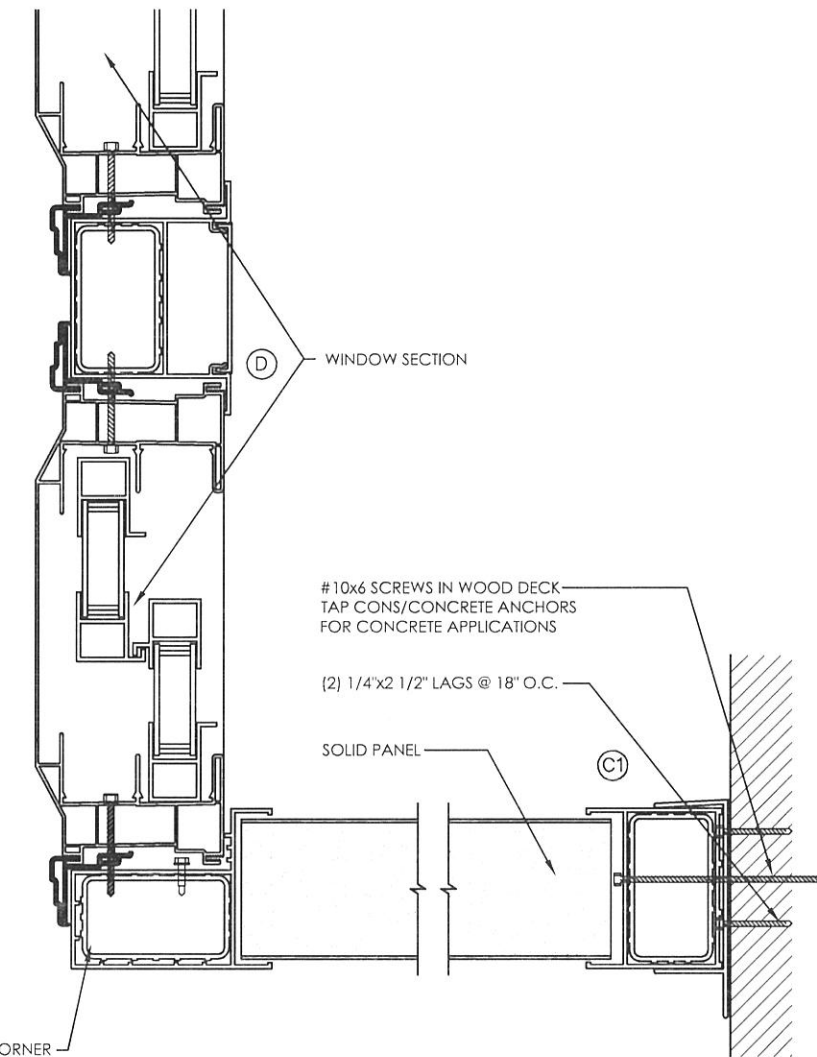 D
WINDOW SECTION
#10x6 SCREWS IN WOOD DECK
TAP CONS/CONCRETE ANCHORS
FOR CONCRETE APPLICATIONS
(2) 1/4"x2 1/2" LAGS @ 18" O.C.
SOLID PANEL
C1
ORNER